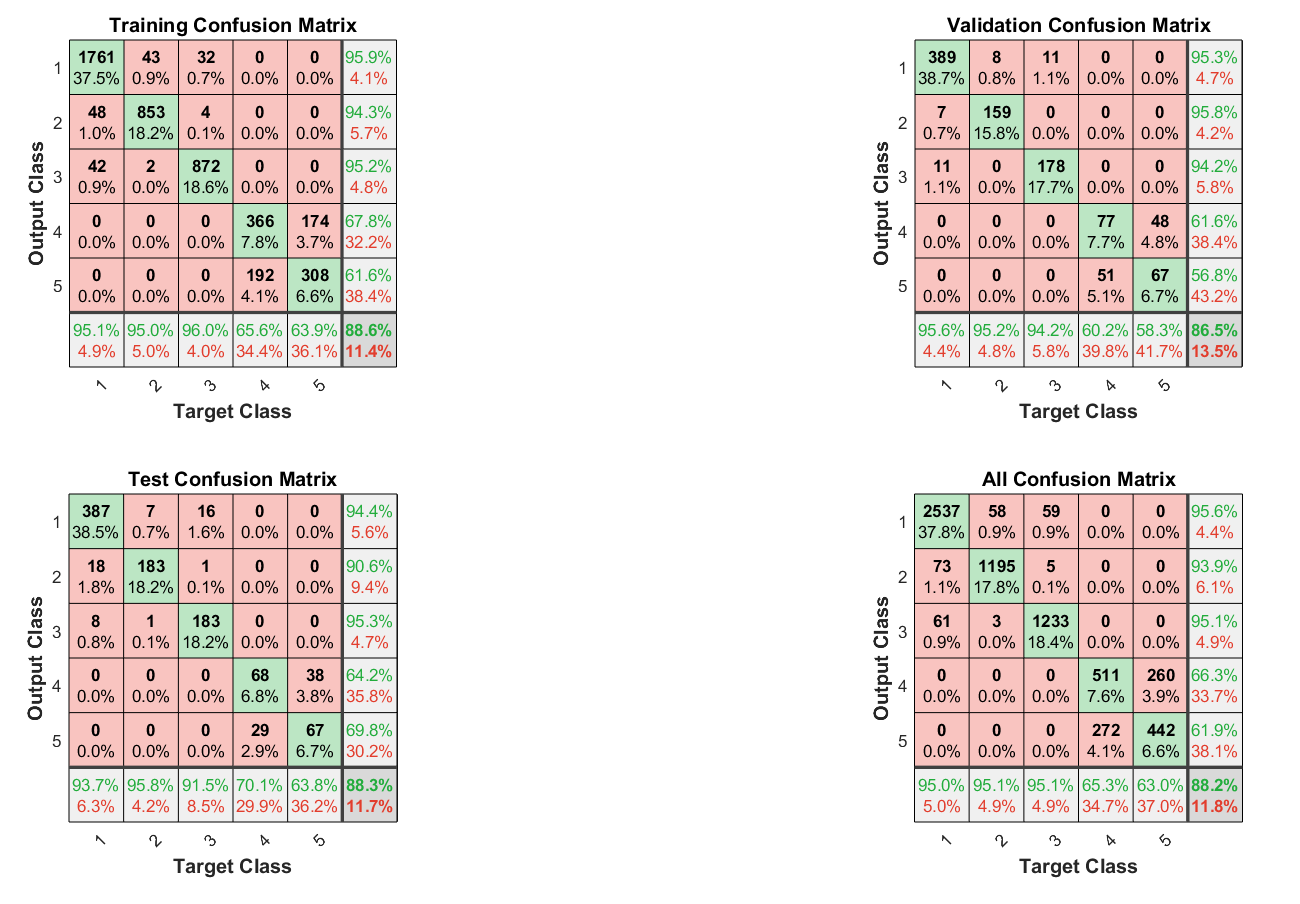 Training Confusion Matrix
1 1761 43 32 0 0 95.9%
37.5% 0.9% 0.7% 0.0% 0.0% 4.1%
2 48 853 4 0 0 94.3%
1.0% 18.2% 0.1% 0.0% 0.0% 5.7%
3 42 2 872 0 0 95.2%
0.9% 0.0% 18.6% 0.0% 0.0% 4.8%
4 0 0 0 366 174 67.8%
0.0% 0.0% 0.0% 7.8% 3.7% 32.2%
5 0 0 0 192 308 61.6%
0.0% 0.0% 0.0% 4.1% 6.6% 38.4%
95.1% 95.0% 96.0% 65.6% 63.9% 88.6%
4.9% 5.0% 4.0% 34.4% 36.1% 11.4%
1 2 3 4 5
Target Class
Output Class
Validation Confusion Matrix
1 389 8 11 0 0 95.3%
38.7% 0.8% 1.1% 0.0% 0.0% 4.7%
2 7 159 0 0 0 95.8%
0.7% 15.8% 0.0% 0.0% 0.0% 4.2%
3 11 0 178 0 0 94.2%
1.1% 0.0% 17.7% 0.0% 0.0% 5.8%
4 0 0 0 77 48 61.6%
0.0% 0.0% 0.0% 7.7% 4.8% 38.4%
5 0 0 0 51 67 56.8%
0.0% 0.0% 0.0% 5.1% 6.7% 43.2%
95.6% 95.2% 94.2% 60.2% 58.3% 86.5%
4.4% 4.8% 5.8% 39.8% 41.7% 13.5%
1 2 3 4 5
Target Class
Output Class
Test Confusion Matrix
1 387 7 16 0 0 94.4%
38.5% 0.7% 1.6% 0.0% 0.0% 5.6%
2 18 183 1 0 0 90.6%
1.8% 18.2% 0.1% 0.0% 0.0% 9.4%
3 8 1 183 0 0 95.3%
0.8% 0.1% 18.2% 0.0% 0.0% 4.7%
4 0 0 0 68 38 64.2%
0.0% 0.0% 0.0% 6.8% 3.8% 35.8%
5 0 0 0 29 67 69.8%
0.0% 0.0% 0.0% 2.9% 6.7% 30.2%
93.7% 95.8% 91.5% 70.1% 63.8% 88.3%
6.3% 4.2% 8.5% 29.9% 36.2% 11.7%
1 2 3 4 5
Target Class
Output Class
All Confusion Matrix
1 2537 58 59 0 0 95.6%
37.8% 0.9% 0.9% 0.0% 0.0% 4.4%
2 73 1195 5 0 0 93.9%
1.1% 17.8% 0.1% 0.0% 0.0% 6.1%
3 61 3 1233 0 0 95.1%
0.9% 0.0% 18.4% 0.0% 0.0% 4.9%
4 0 0 0 511 260 66.3%
0.0% 0.0% 0.0% 7.6% 3.9% 33.7%
5 0 0 0 272 442 61.9%
0.0% 0.0% 0.0% 4.1% 6.6% 38.1%
95.0% 95.1% 95.1% 65.3% 63.0% 88.2%
5.0% 4.9% 4.9% 34.7% 37.0% 11.8%
1 2 3 4 5
Target Class
Output Class